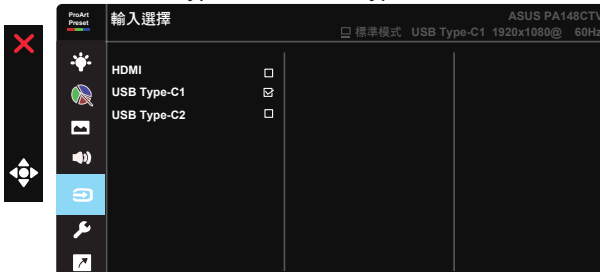 ProArt
Preset
輸入選擇
ASUS PA148CTV
標準模式 USB Type-C1 1920x1080@ 60Hz
HDMI
USB Type-C1
USB Type-C2